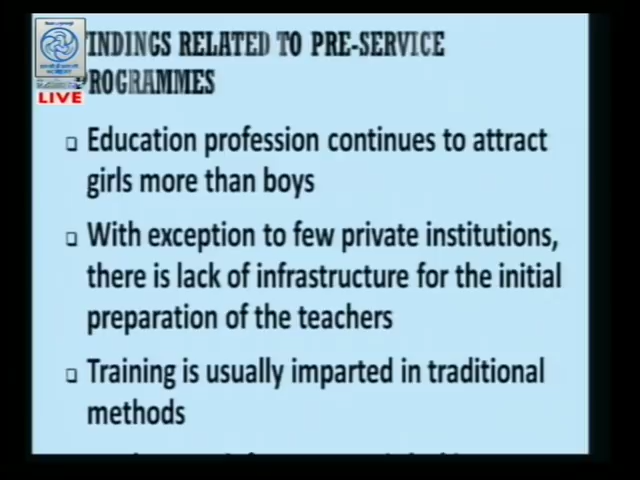 INDINGS RELATED TO PRE-SERVICE
PROGRAMMES
LIVE
Education profession continues to attract
girls more than boys
With exception to few private institutions,
there is lack of infrastructure for the initial
preparation of the teachers
Training is usually imparted in traditional
methods